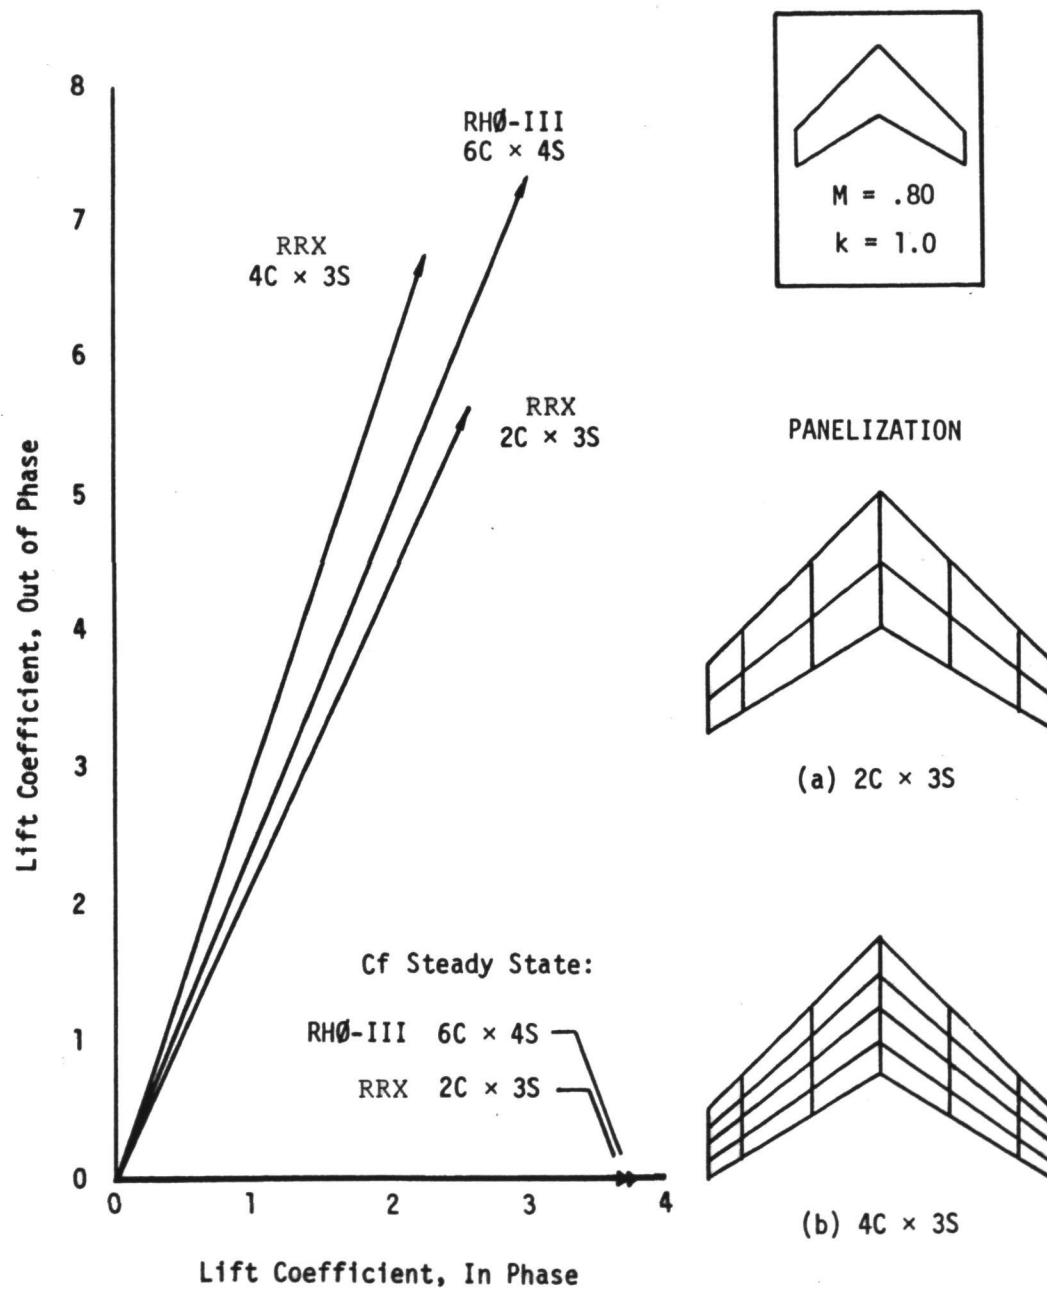 8
7
6
5
4
3
2
1
0
0
1
2
3
4
Lift Coefficient, Out of Phase
Lift Coefficient, In Phase
RHØ-III
6C × 4S
RRX
4C × 3S
RRX
2C × 3S
Cf Steady State:
RHØ-III 6C × 4S
RRX 2C × 3S
M = .80
k = 1.0
PANELIZATION
(a) 2C × 3S
(b) 4C × 3S